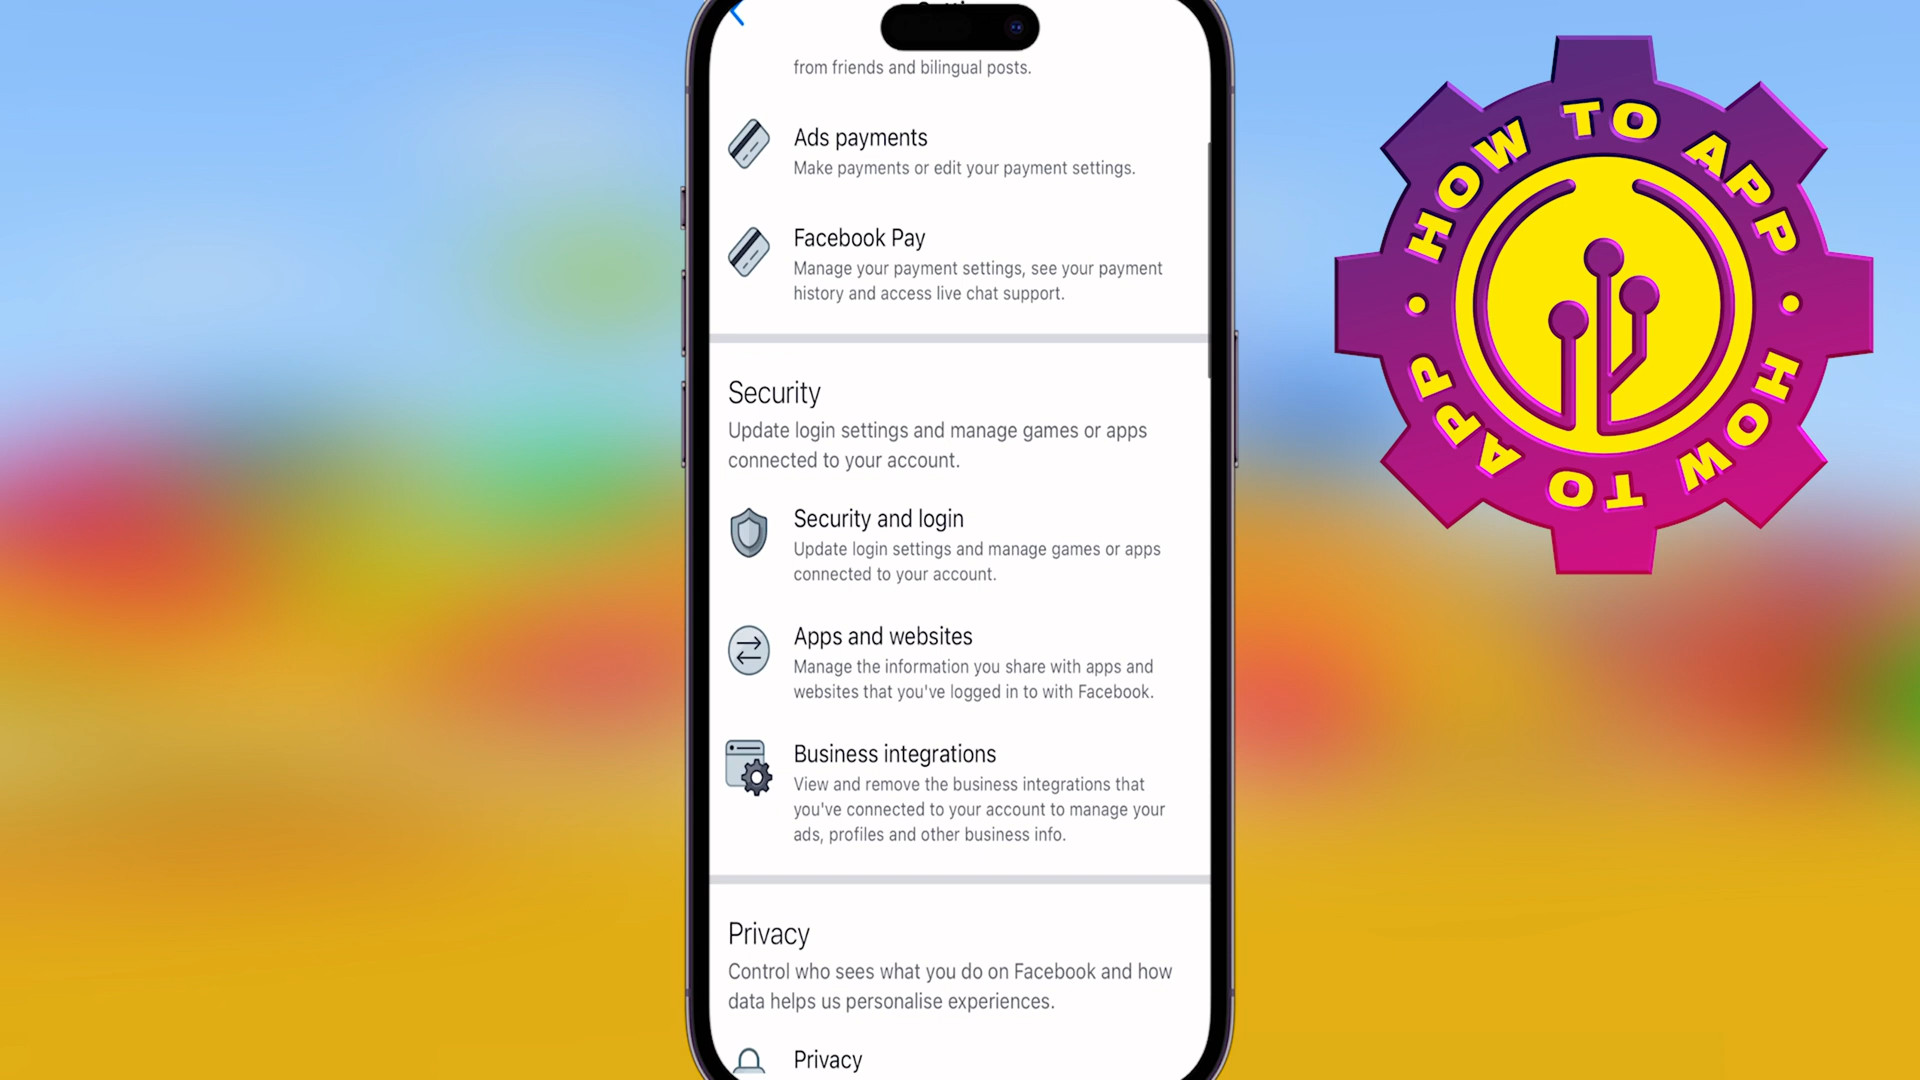 from friends and bilingual posts.
Ads payments
Make payments or edit your payment settings.
Facebook Pay
Manage your payment settings, see your payment
history and access live chat support.
Security
Update login settings and manage games or apps
connected to your account.
Security and login
Update login settings and manage games or apps
connected to your account.
Apps and websites
Manage the information you share with apps and
websites that you've logged in to with Facebook.
Business integrations
View and remove the business integrations that
you've connected to your account to manage your
ads, profiles and other business info.
Privacy
Control who sees what you do on Facebook and how
data helps us personalise experiences.
Privacy
HOW TO APP
HOW TO APP